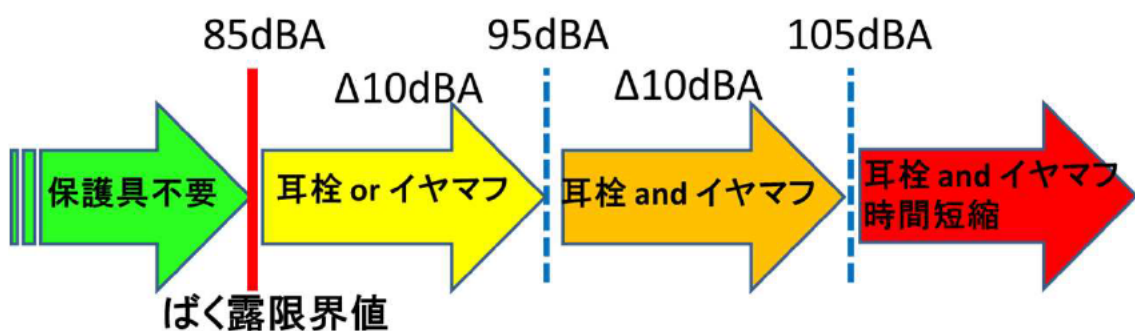 85dBA
95dBA
105dBA
Δ10dBA
Δ10dBA
保護具不要
耳栓 or イヤマフ
耳栓 and イヤマフ
耳栓 and イヤマフ
時間短縮
ばく露限界値